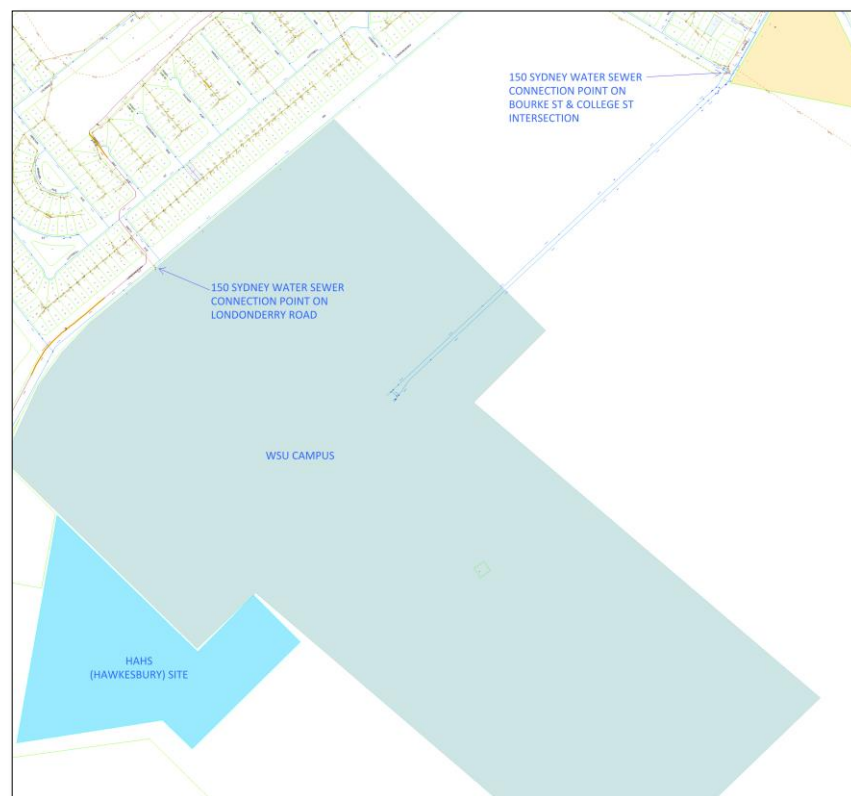 150 SYDNEY WATER SEWER
CONNECTION POINT ON
BOURKE ST & COLLEGE ST
INTERSECTION
150 SYDNEY WATER SEWER
CONNECTION POINT ON
LONDONDERRY ROAD
WSU CAMPUS
HAHS
(HAWKESBURY) SITE